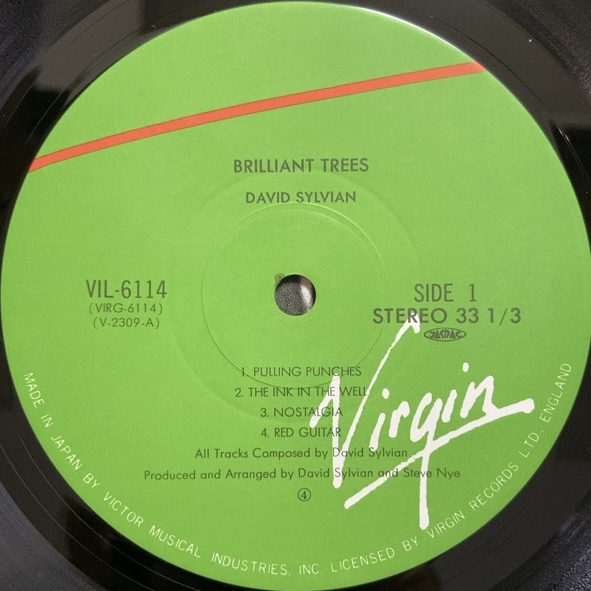 BRILLIANT TREES
DAVID SYLVIAN
VIL-6114
(VIRG-6114)
(V-2309-A)
SIDE 1
STEREO 33 1/3
JASRAC
1. PULLING PUNCHES
2. THE INK IN THE WELL
3. NOSTALGIA
4. RED GUITAR
All Tracks Composed by David Sylvian
Produced and Arranged by David Sylvian and Steve Nye
④
Virgin
MADE IN JAPAN BY VICTOR MUSICAL INDUSTRIES, INC. LICENSED BY VIRGIN RECORDS LTD. ENGLAND